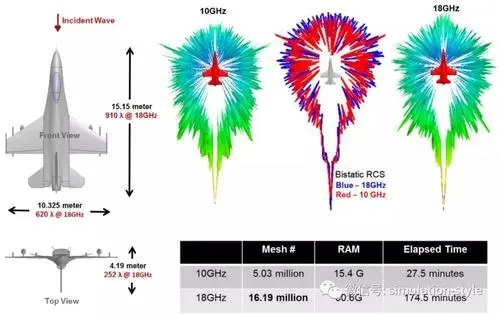 Incident Wave
10GHz
18GHz
15.15 meter
910 λ @ 18GHz
Front View
10.325 meter
620 λ @ 18GHz
4.19 meter
252 λ @ 18GHz
Top View
Bistatic RCS
Blue – 18GHz
Red – 10 GHz
Mesh # RAM Elapsed Time
10GHz 5.03 million 15.4 G 27.5 minutes
18GHz 16.19 million 60.6G 174.5 minutes
微信号: simulation-style